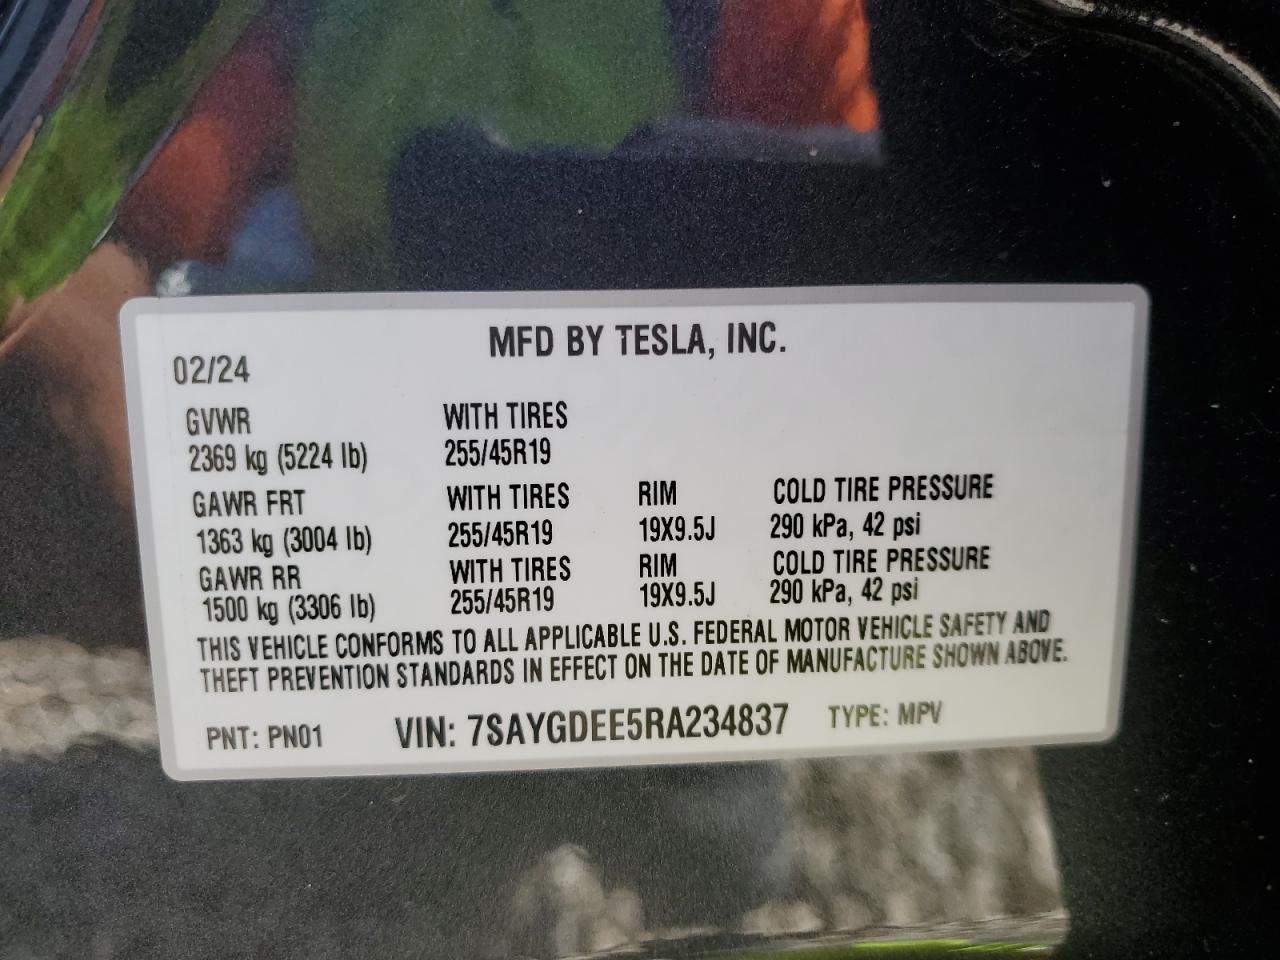 MFD BY TESLA, INC.
02/24
GVWR WITH TIRES
2369 kg (5224 lb) 255/45R19
GAWR FRT WITH TIRES RIM COLD TIRE PRESSURE
1363 kg (3004 lb) 255/45R19 19X9.5J 290 kPa, 42 psi
GAWR RR WITH TIRES RIM COLD TIRE PRESSURE
1500 kg (3306 lb) 255/45R19 19X9.5J 290 kPa, 42 psi
THIS VEHICLE CONFORMS TO ALL APPLICABLE U.S. FEDERAL MOTOR VEHICLE SAFETY AND
THEFT PREVENTION STANDARDS IN EFFECT ON THE DATE OF MANUFACTURE SHOWN ABOVE.
PNT: PN01 VIN: 7SAYGDEE5RA234837 TYPE: MPV